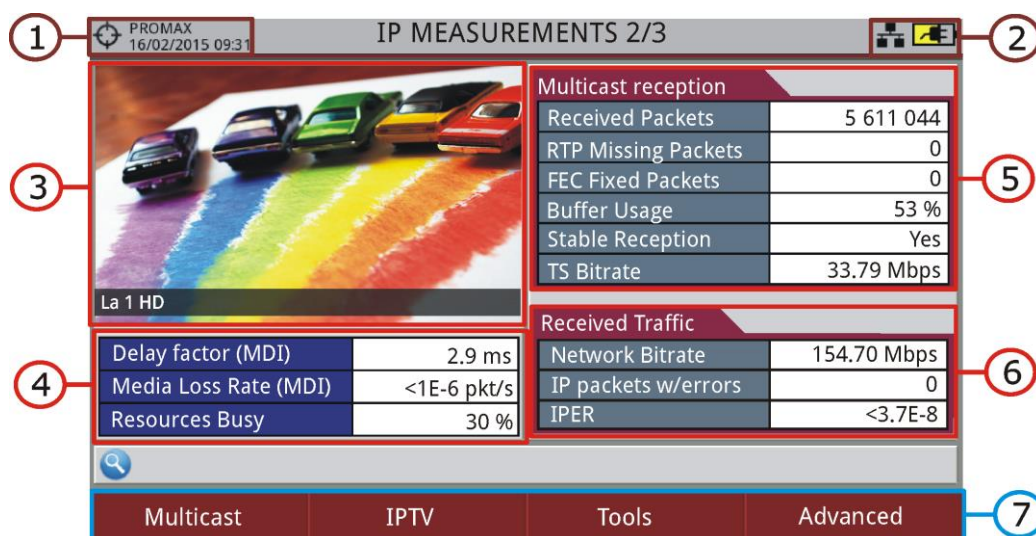 1
PROMAX
16/02/2015 09:31
IP MEASUREMENTS 2/3
2
3
La 1 HD
Multicast reception
Received Packets 5 611 044
RTP Missing Packets 0
FEC Fixed Packets 0
Buffer Usage 53 %
Stable Reception Yes
TS Bitrate 33.79 Mbps
5
4
Delay factor (MDI) 2.9 ms
Media Loss Rate (MDI) <1E-6 pkt/s
Resources Busy 30 %
Received Traffic
Network Bitrate 154.70 Mbps
IP packets w/errors 0
IPER <3.7E-8
6
Multicast IPTV Tools Advanced
7